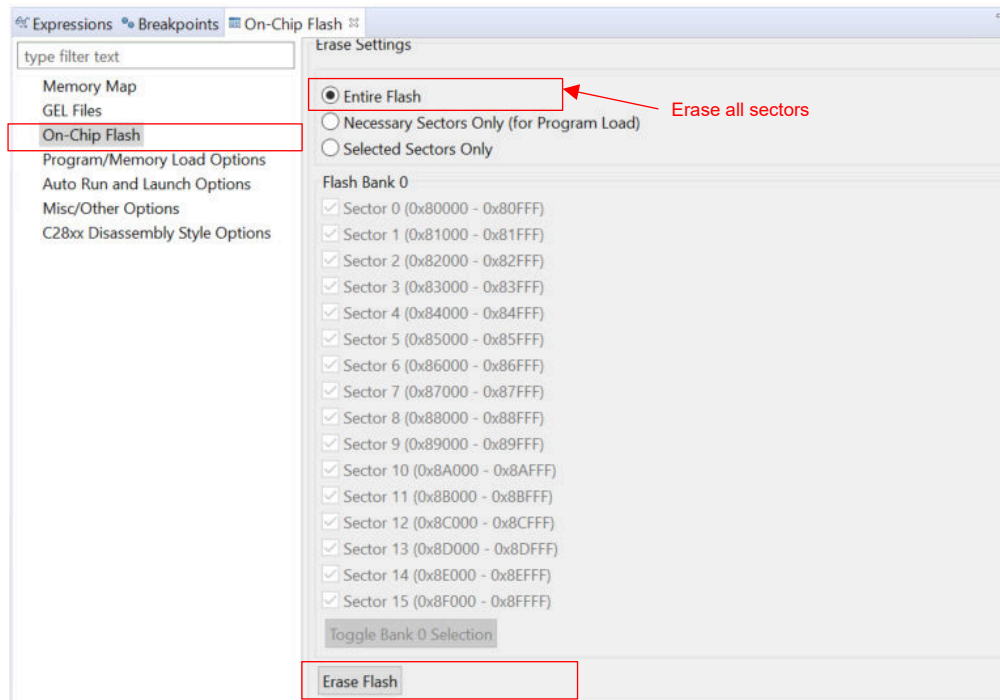 Expressions Breakpoints On-Chip Flash
type filter text
Memory Map
GEL Files
On-Chip Flash
Program/Memory Load Options
Auto Run and Launch Options
Misc/Other Options
C28xx Disassembly Style Options
Erase Settings
Entire Flash
Erase all sectors
Necessary Sectors Only (for Program Load)
Selected Sectors Only
Flash Bank 0
Sector 0 (0x80000 - 0x80FFF)
Sector 1 (0x81000 - 0x81FFF)
Sector 2 (0x82000 - 0x82FFF)
Sector 3 (0x83000 - 0x83FFF)
Sector 4 (0x84000 - 0x84FFF)
Sector 5 (0x85000 - 0x85FFF)
Sector 6 (0x86000 - 0x86FFF)
Sector 7 (0x87000 - 0x87FFF)
Sector 8 (0x88000 - 0x88FFF)
Sector 9 (0x89000 - 0x89FFF)
Sector 10 (0x8A000 - 0x8AFFF)
Sector 11 (0x8B000 - 0x8BFFF)
Sector 12 (0x8C000 - 0x8CFFF)
Sector 13 (0x8D000 - 0x8DFFF)
Sector 14 (0x8E000 - 0x8EFFF)
Sector 15 (0x8F000 - 0x8FFFF)
Toggle Bank 0 Selection
Erase Flash